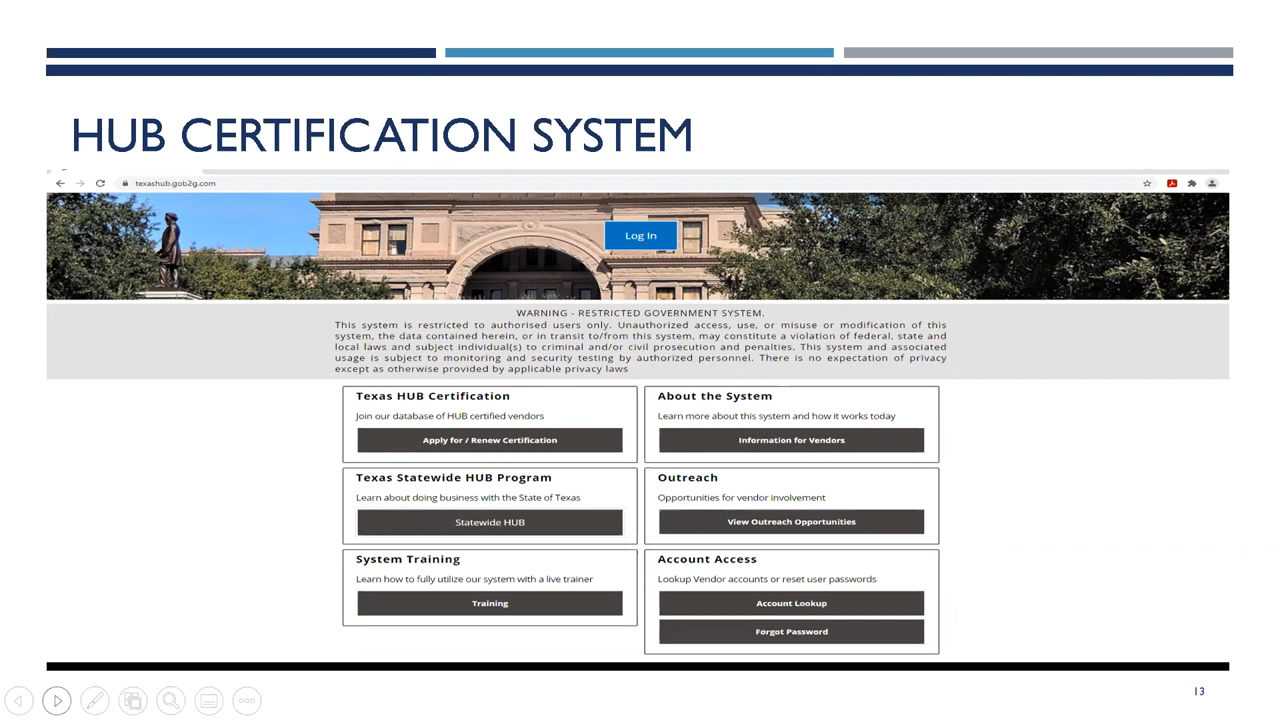 HUB CERTIFICATION SYSTEM
texashub.gob2g.com
Log In
WARNING - RESTRICTED GOVERNMENT SYSTEM.
This system is restricted to authorised users only. Unauthorized access, use, or misuse or modification of this
system, the data contained herein, or in transit to/from this system, may constitute a violation of federal, state and
local laws and subject individual(s) to criminal and/or civil prosecution and penalties. This system and associated
usage is subject to monitoring and security testing by authorized personnel. There is no expectation of privacy
except as otherwise provided by applicable privacy laws
Texas HUB Certification
Join our database of HUB certified vendors
Apply for / Renew Certification
About the System
Learn more about this system and how it works today
Information for Vendors
Texas Statewide HUB Program
Learn about doing business with the State of Texas
Statewide HUB
Outreach
Opportunities for vendor involvement
View Outreach Opportunities
System Training
Learn how to fully utilize our system with a live trainer
Training
Account Access
Lookup Vendor accounts or reset user passwords
Account Lookup
Forgot Password
13